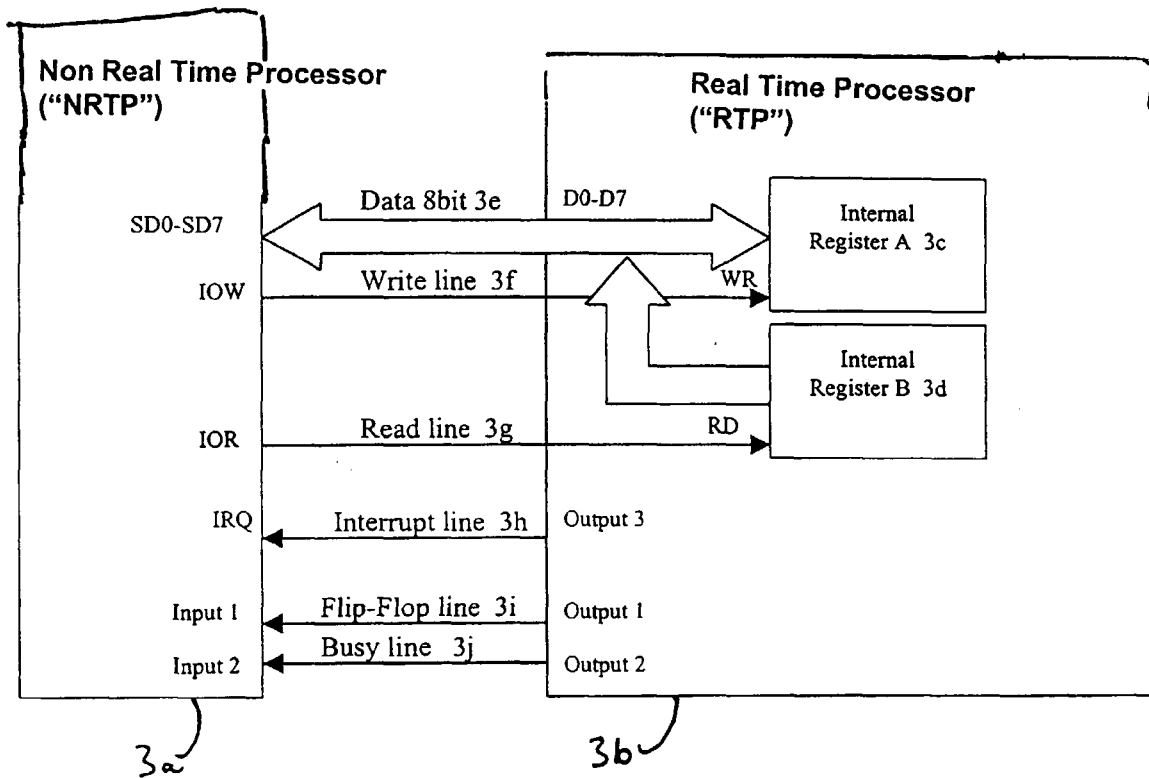 Non Real Time Processor
("NRTP")
Real Time Processor
("RTP")
Data 8bit 3e
D0-D7
SD0-SD7
Internal
Register A 3c
IOW
Write line 3f
WR
Internal
Register B 3d
IOR
Read line 3g
RD
IRQ
Interrupt line 3h
Output 3
Input 1
Flip-Flop line 3i
Output 1
Input 2
Busy line 3j
Output 2
3a
3b